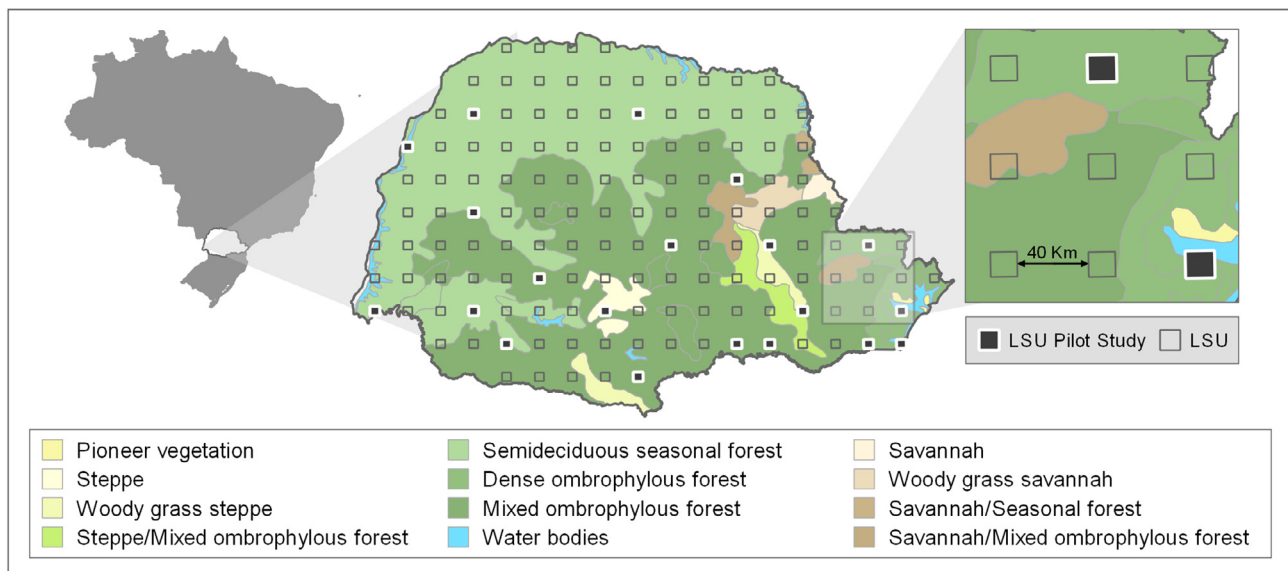 40 Km
LSU Pilot Study
LSU
Pioneer vegetation
Steppe
Woody grass steppe
Steppe/Mixed ombrophylous forest
Semideciduous seasonal forest
Dense ombrophylous forest
Mixed ombrophylous forest
Water bodies
Savannah
Woody grass savannah
Savannah/Seasonal forest
Savannah/Mixed ombrophylous forest